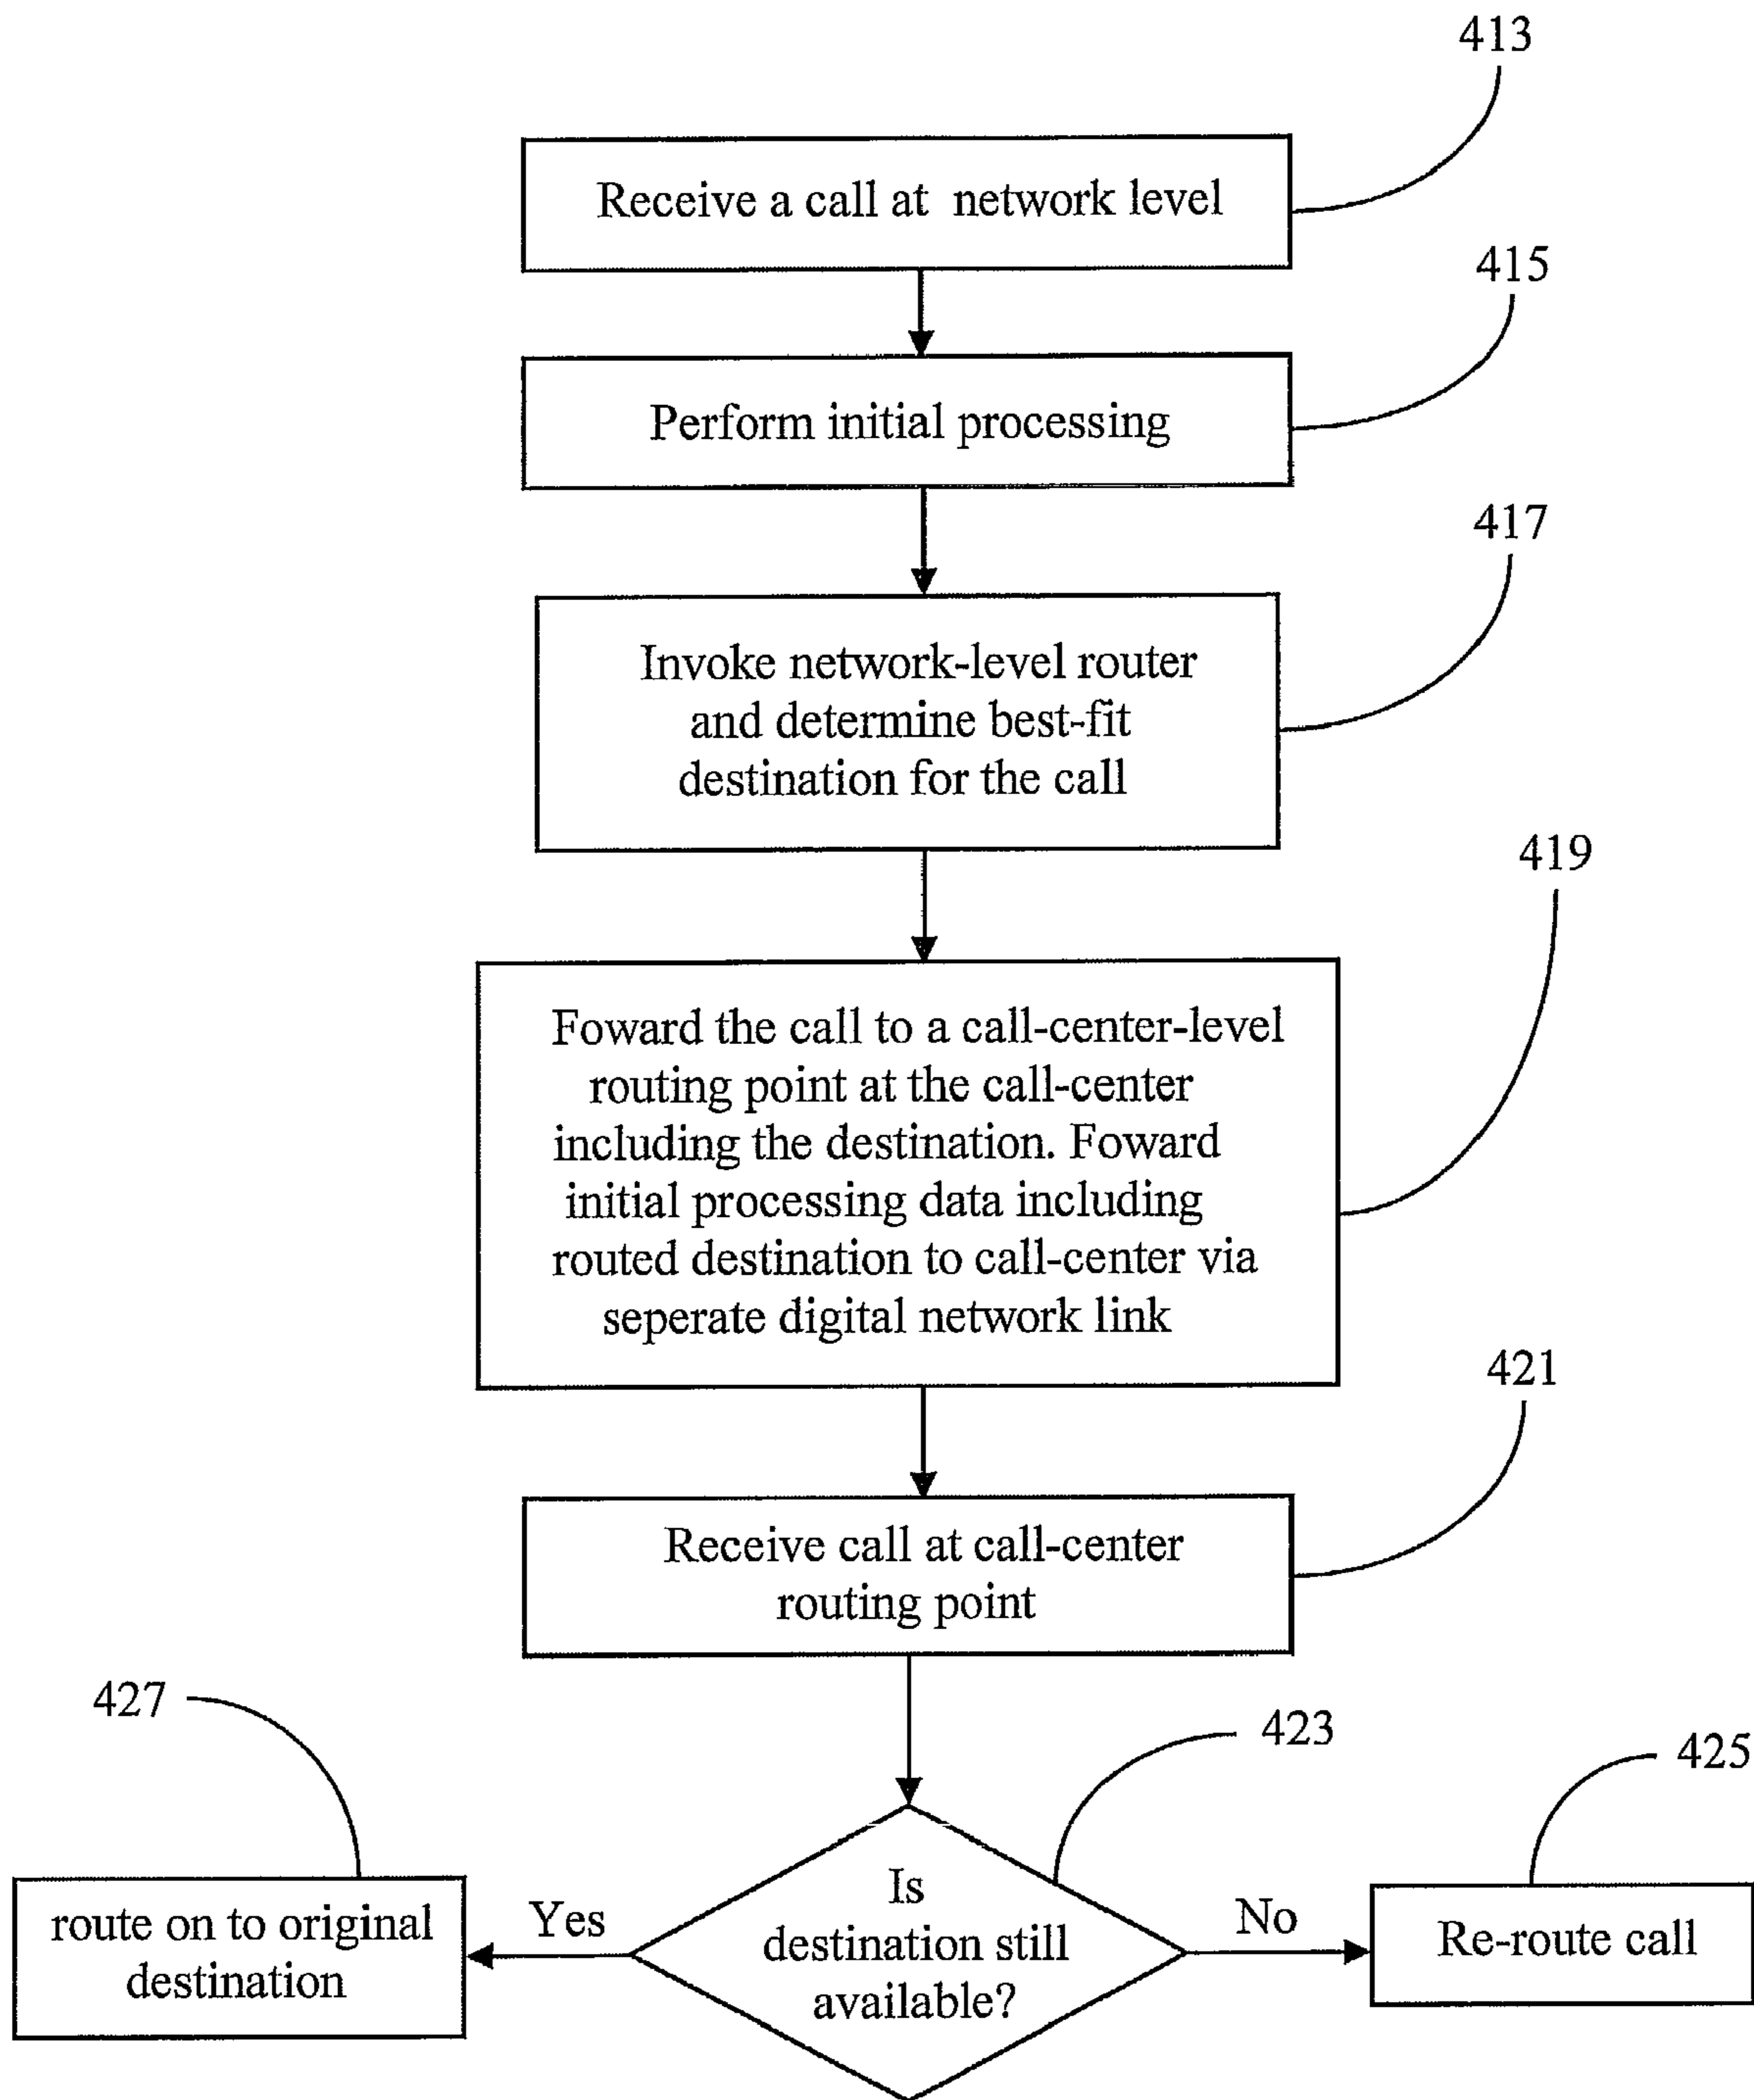 413
Receive a call at network level
415
Perform initial processing
417
Invoke network-level router
and determine best-fit
destination for the call
419
Foward the call to a call-center-level
routing point at the call-center
including the destination. Foward
initial processing data including
routed destination to call-center via
seperate digital network link
421
Receive call at call-center
routing point
427
423
425
Is
destination still
available?
Yes
No
route on to original
destination
Re-route call